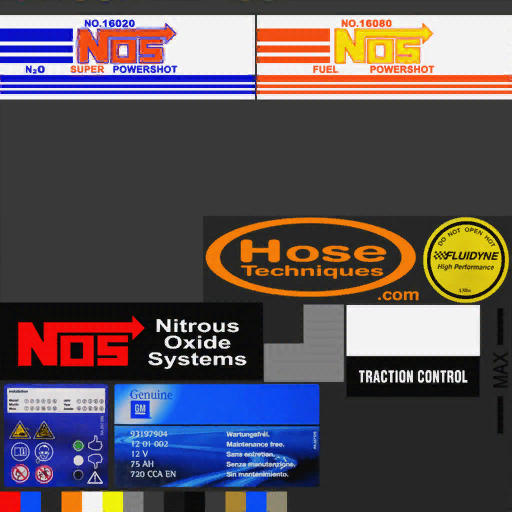 NO.16020
NOS
N₂O SUPER POWERSHOT
NO.16080
NOS
FUEL POWERSHOT
Hose
Techniques
.com
DO NOT OPEN HOT
FLUIDYNE
High Performance
NOS
Nitrous
Oxide
Systems
TRACTION CONTROL
MAX
Genuine
GM
93197904
12 01 002
12 V
75 AH
720 CCA EN
Wartungsfrei.
Maintenance free.
Sans entretien.
Senza manutenzione.
Sin mantenimiento.